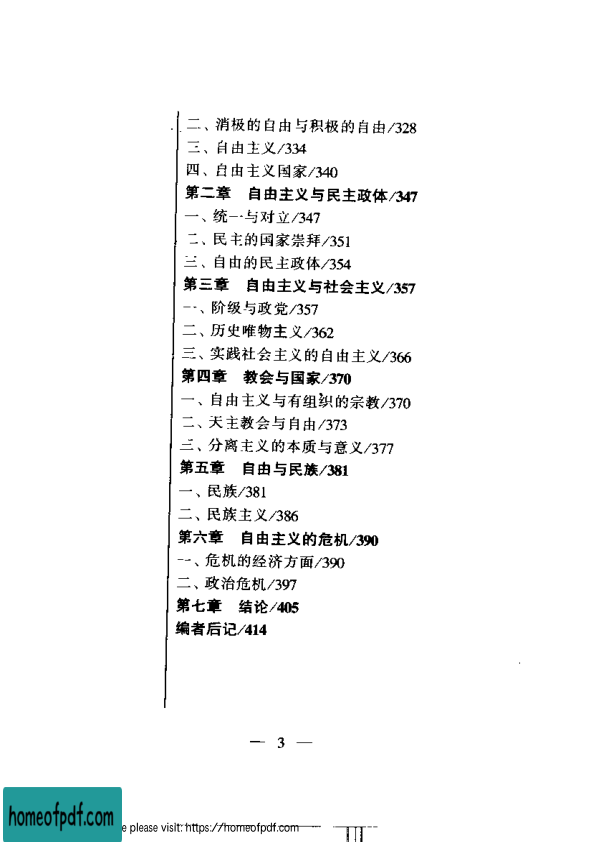 二、消极的自由与积极的自由/328
三、自由主义/334
四、自由主义国家/340
第二章 自由主义与民主政体/347
一、统一与对立/347
二、民主的国家崇拜/351
三、自由的民主政体/354
第三章 自由主义与社会主义/357
一、阶级与政党/357
二、历史唯物主义/362
三、实践社会主义的自由主义/366
第四章 教会与国家/370
一、自由主义与有组织的宗教/370
二、天主教会与自由/373
三、分离主义的本质与意义/377
第五章 自由与民族/381
一、民族/381
二、民族主义/386
第六章 自由主义的危机/390
一、危机的经济方面/390
二、政治危机/397
第七章 结论/405
编者后记/414
— 3 —
homeofpdf.com
e please visit: https://homeofpdf.com